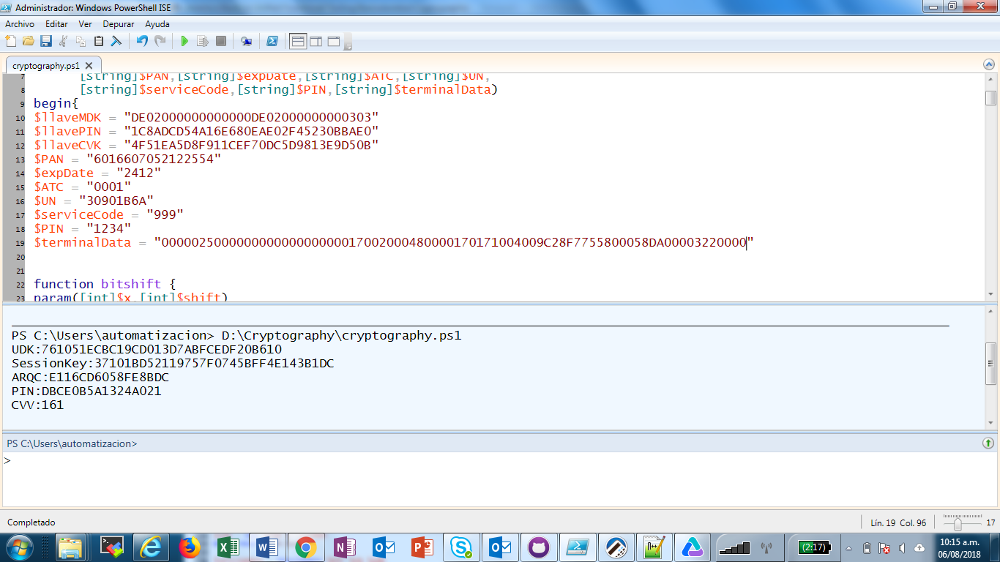 Administrador: Windows PowerShell ISE
Archivo Editar Ver Depurar Ayuda
cryptography.ps1
7 [string]$PAN,[string]$expDate,[string]$ATC,[string]$UN,
8 [string]$serviceCode,[string]$PIN,[string]$terminalData)
9 begin{
10 $llaveMDK = "DE02000000000000DE02000000000303"
11 $llavePIN = "1C8ADCD54A16E680EAE02F45230BBAE0"
12 $llaveCVK = "4F51EA5D8F911CEF70DC5D9813E9D50B"
13 $PAN = "6016607052122554"
14 $expDate = "2412"
15 $ATC = "0001"
16 $UN = "30901B6A"
17 $serviceCode = "999"
18 $PIN = "1234"
19 $terminalData = "000002500000000000000000017002000480000170171004009C28F7755800058DA00003220000"
20
21
22 function bitshift {
23 param([int]$x,[int]$shift)
PS C:\Users\automatizacion> D:\Cryptography\cryptography.ps1
UDK:761051ECBC19CD013D7ABFCEDF20B610
SessionKey:37101BD52119757F0745BFF4E143B1DC
ARQC:E116CD6058FE8BDC
PIN:DBCE0B5A1324A021
CVV:161
PS C:\Users\automatizacion>
>
Completado
Lín. 19 Col. 96
17
(2:17)
10:15 a.m.
06/08/2018